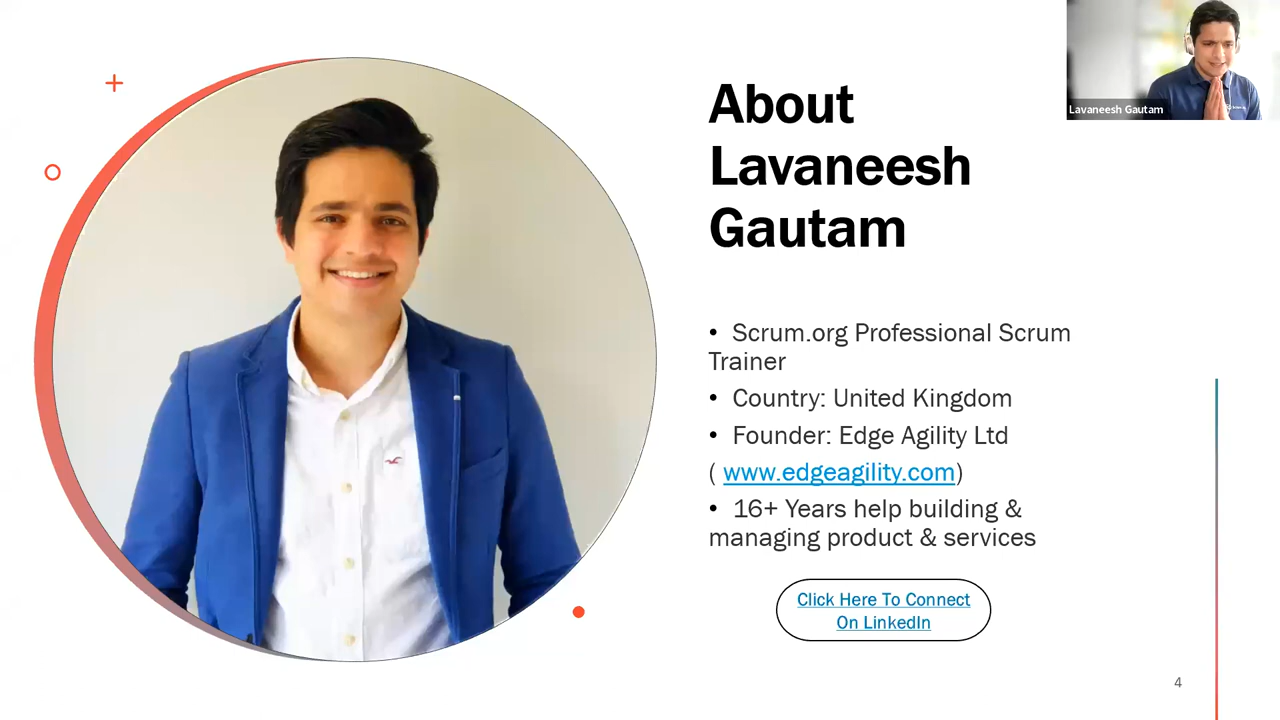 About
Lavaneesh
Gautam
Lavaneesh Gautam
• Scrum.org Professional Scrum
Trainer
• Country: United Kingdom
• Founder: Edge Agility Ltd
( www.edgeagility.com)
• 16+ Years help building &
managing product & services
Click Here To Connect
On LinkedIn
4